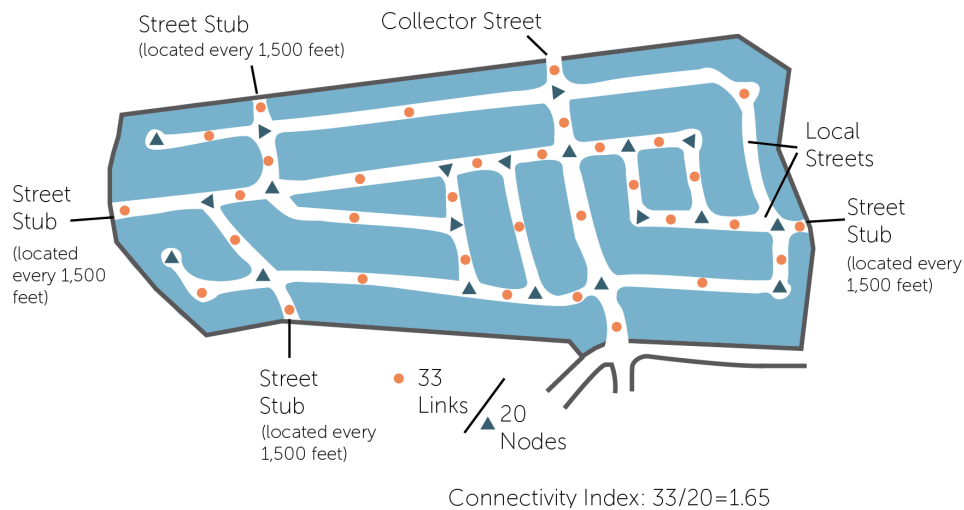 Street Stub
(located every 1,500 feet)
Collector Street
Local
Streets
Street
Stub
(located
every 1,500
feet)
Street
Stub
(located every
1,500 feet)
Street
Stub
(located every
1,500 feet)
33
Links
20
Nodes
Connectivity Index: 33/20=1.65